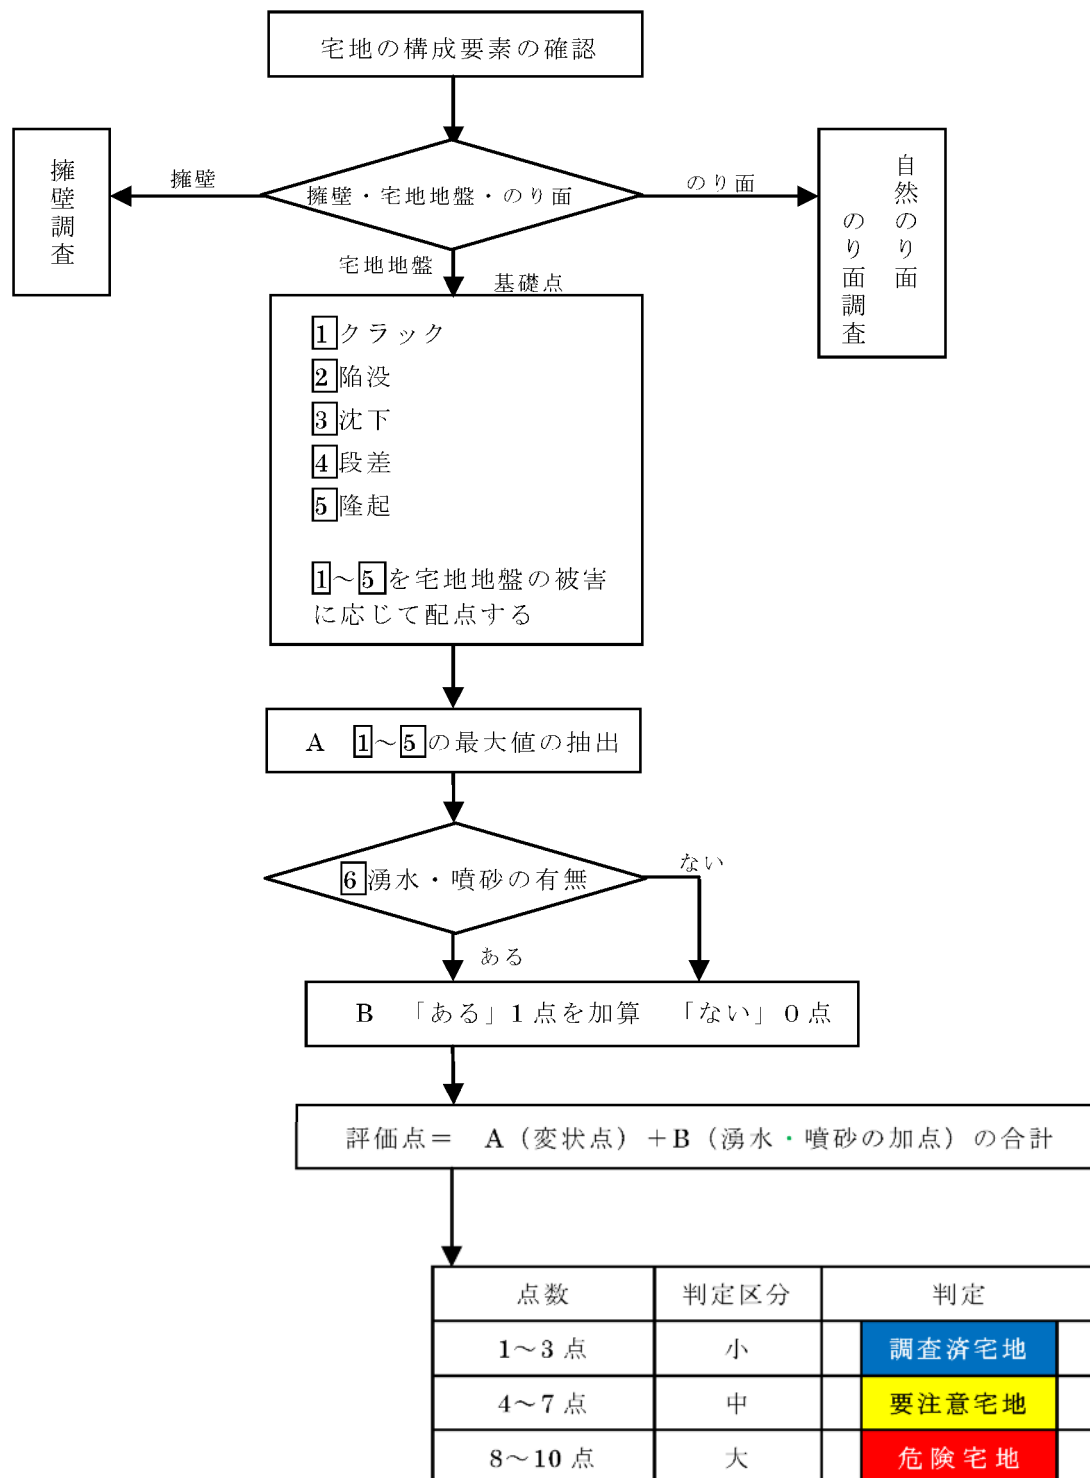 宅地の構成要素の確認
擁壁・宅地地盤・のり面
擁壁
のり面
擁壁調査
自然のり面
のり面調査
宅地地盤
基礎点
1クラック
2陥没
3沈下
4段差
5隆起
1～5を宅地地盤の被害
に応じて配点する
A 1～5の最大値の抽出
6湧水・噴砂の有無
ない
ある
B 「ある」1点を加算 「ない」0点
評価点＝ A（変状点）＋B（湧水・噴砂の加点）の合計
点数 判定区分 判定
1～3点 小 調査済宅地
4～7点 中 要注意宅地
8～10点 大 危険宅地